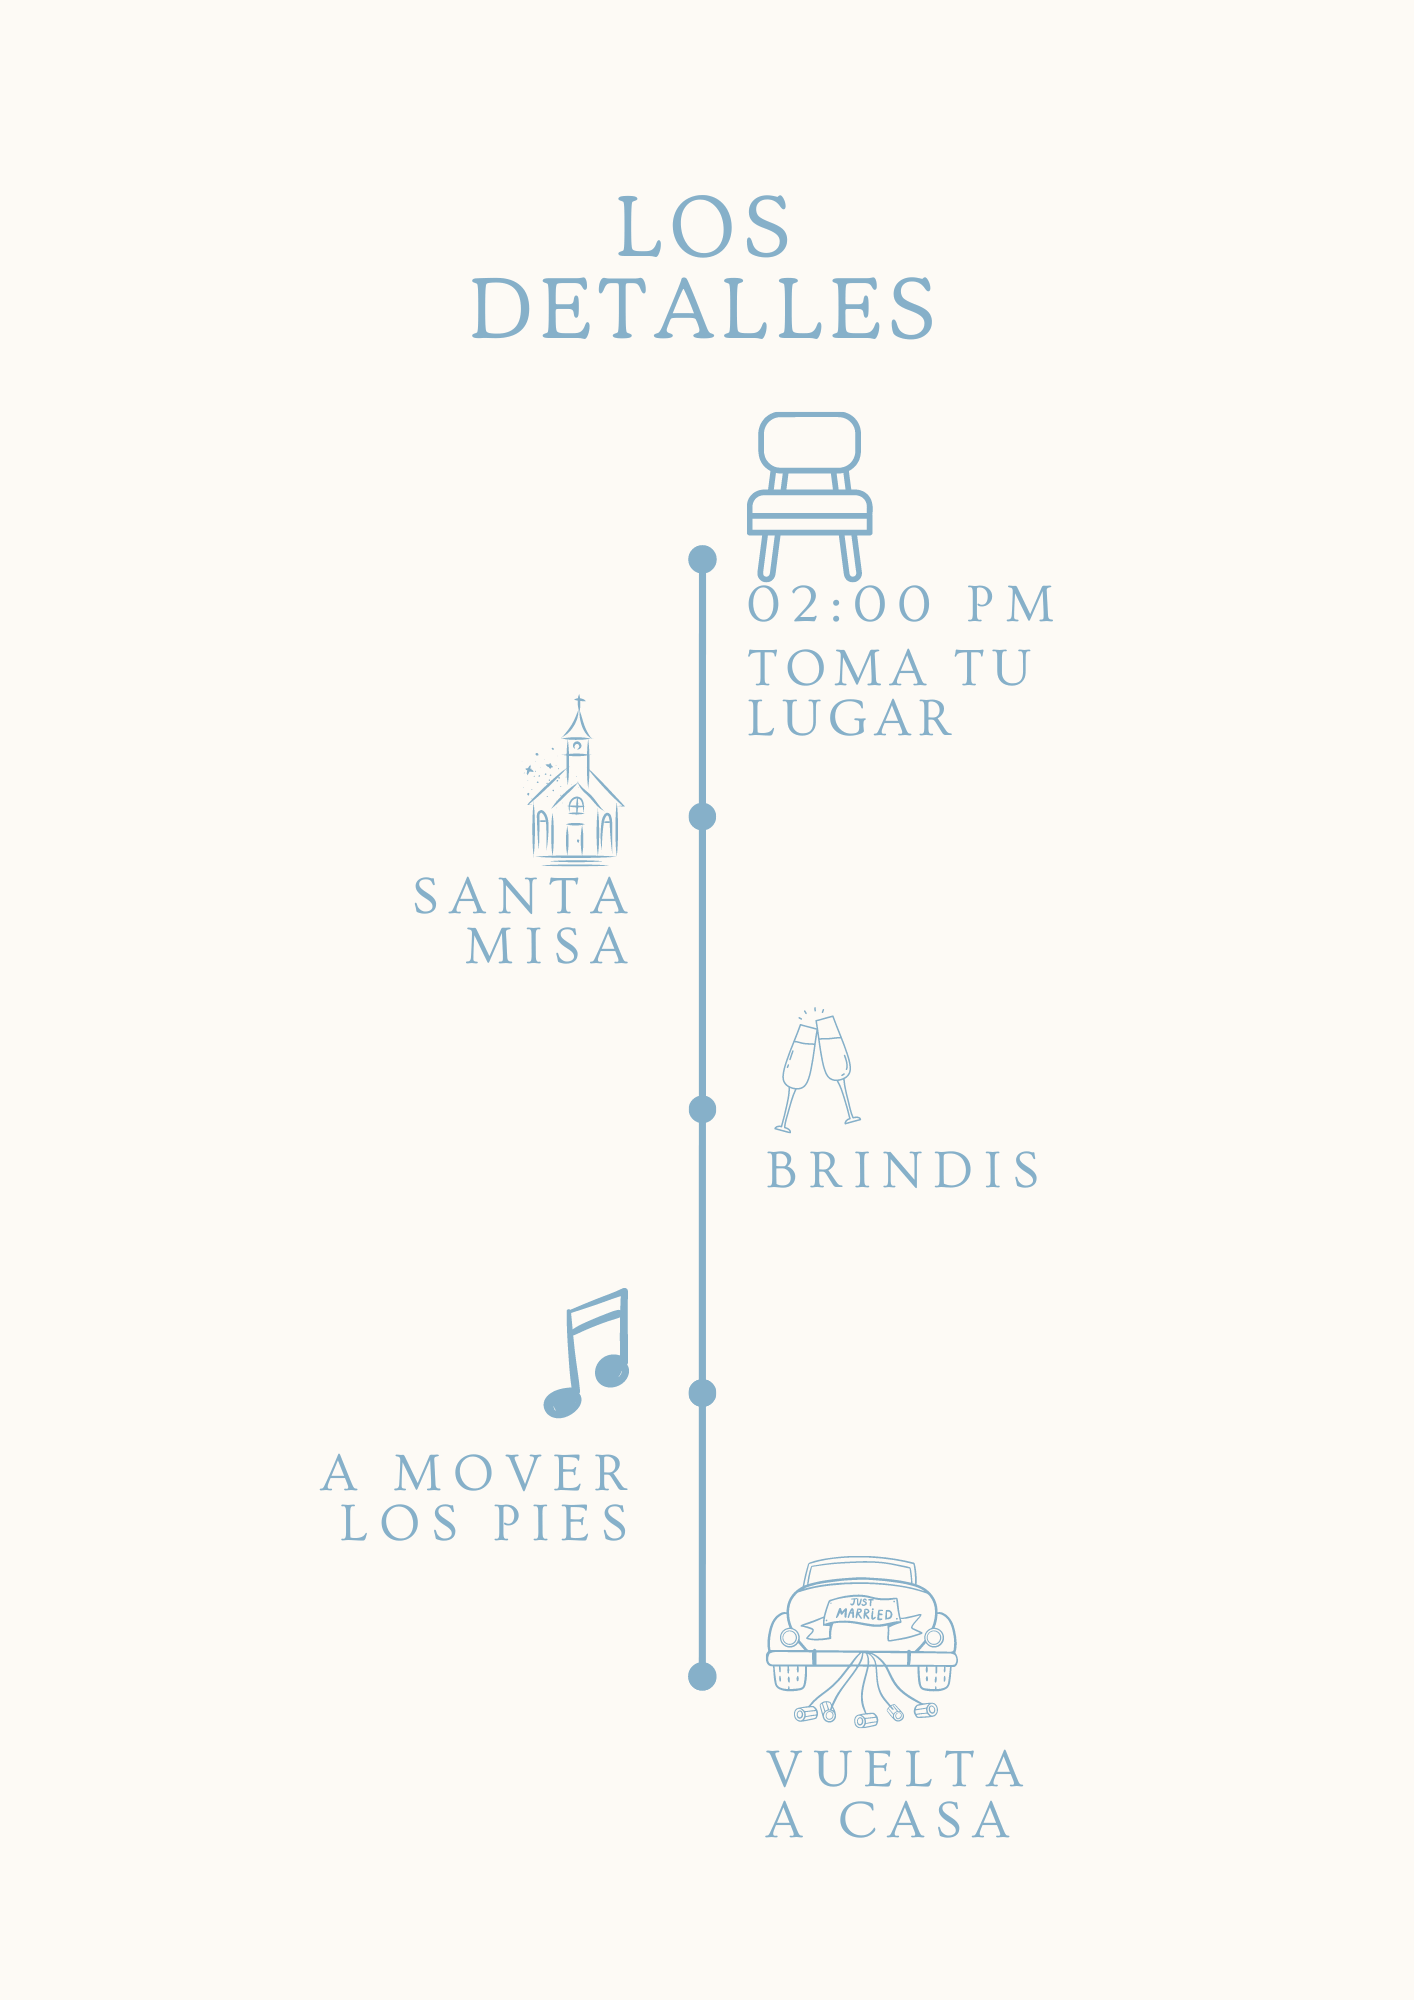 LOS
DETALLES
02:00 PM
TOMA TU
LUGAR
SANTA
MISA
BRINDIS
A MOVER
LOS PIES
JUST
MARRIED
VUELTA
A CASA